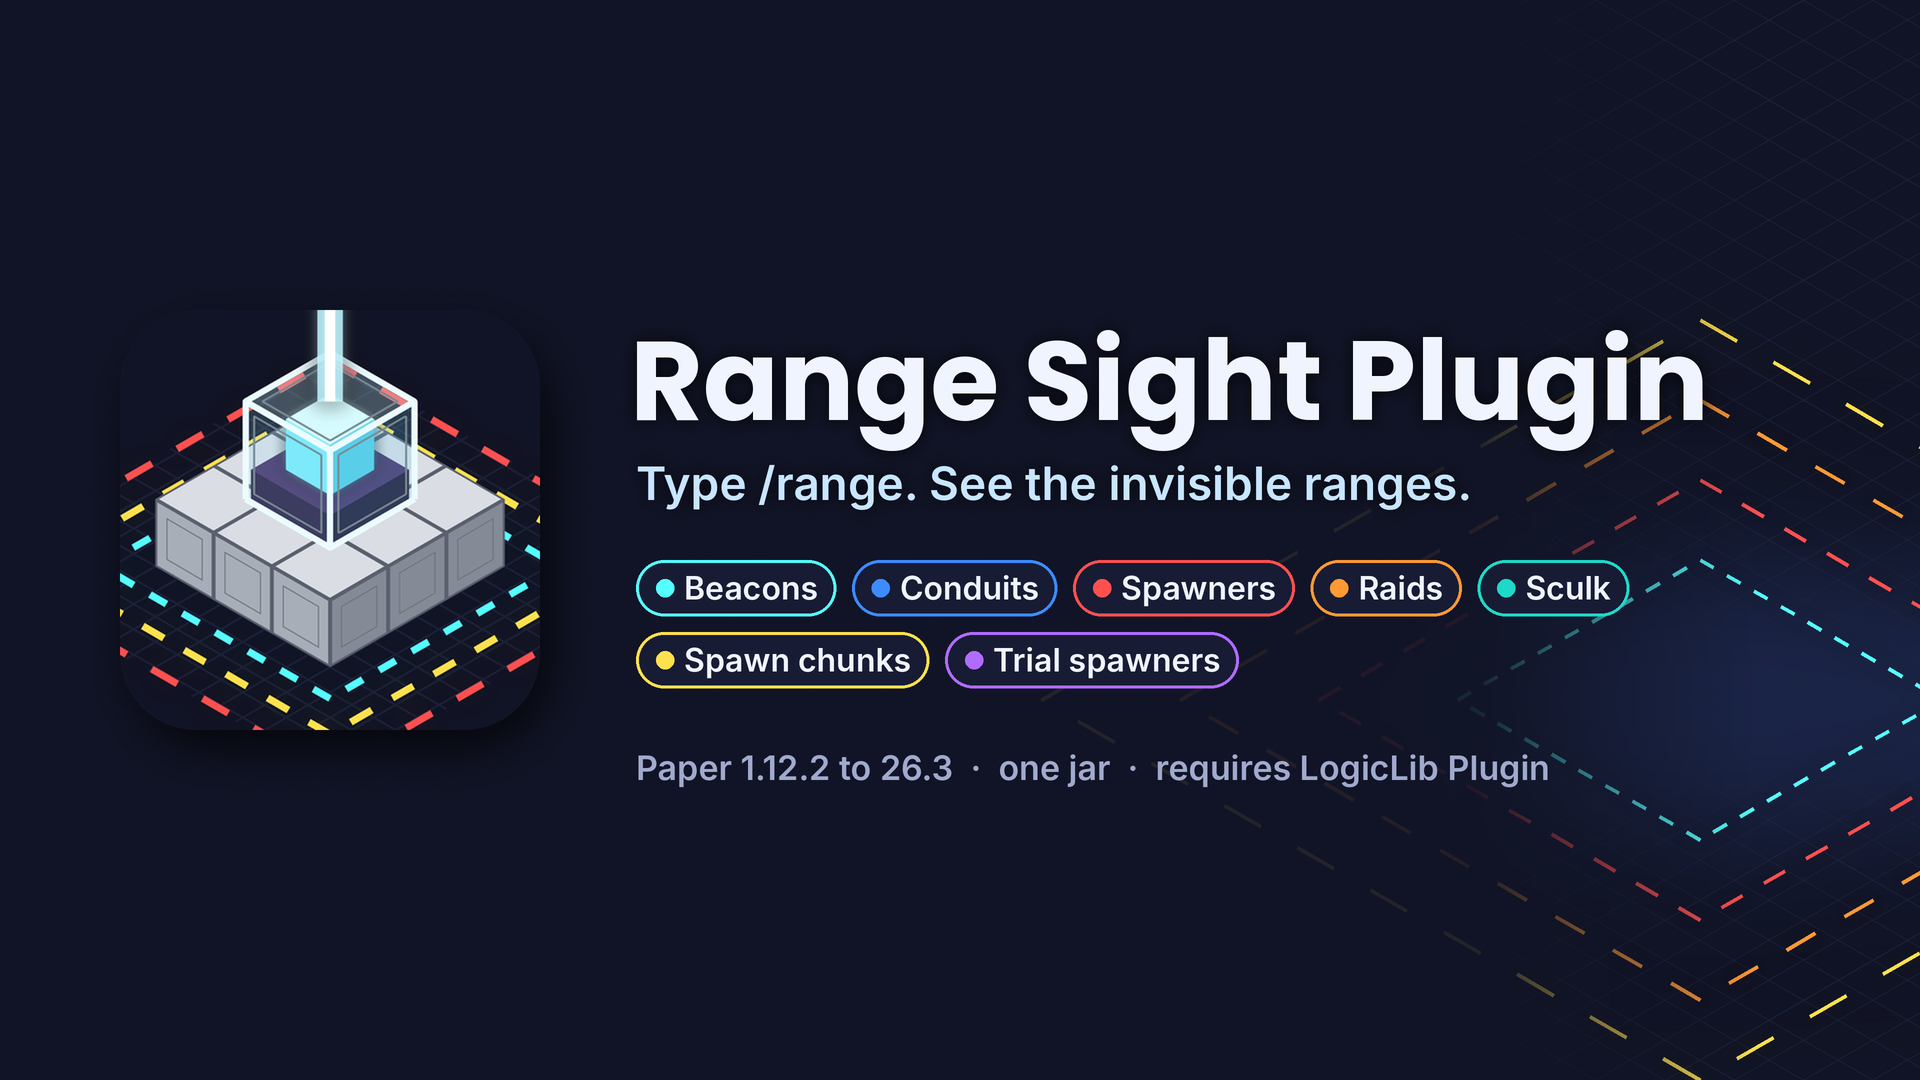 Range Sight Plugin
Type /range. See the invisible ranges.
Beacons Conduits Spawners Raids Sculk
Spawn chunks Trial spawners
Paper 1.12.2 to 26.3 · one jar · requires LogicLib Plugin